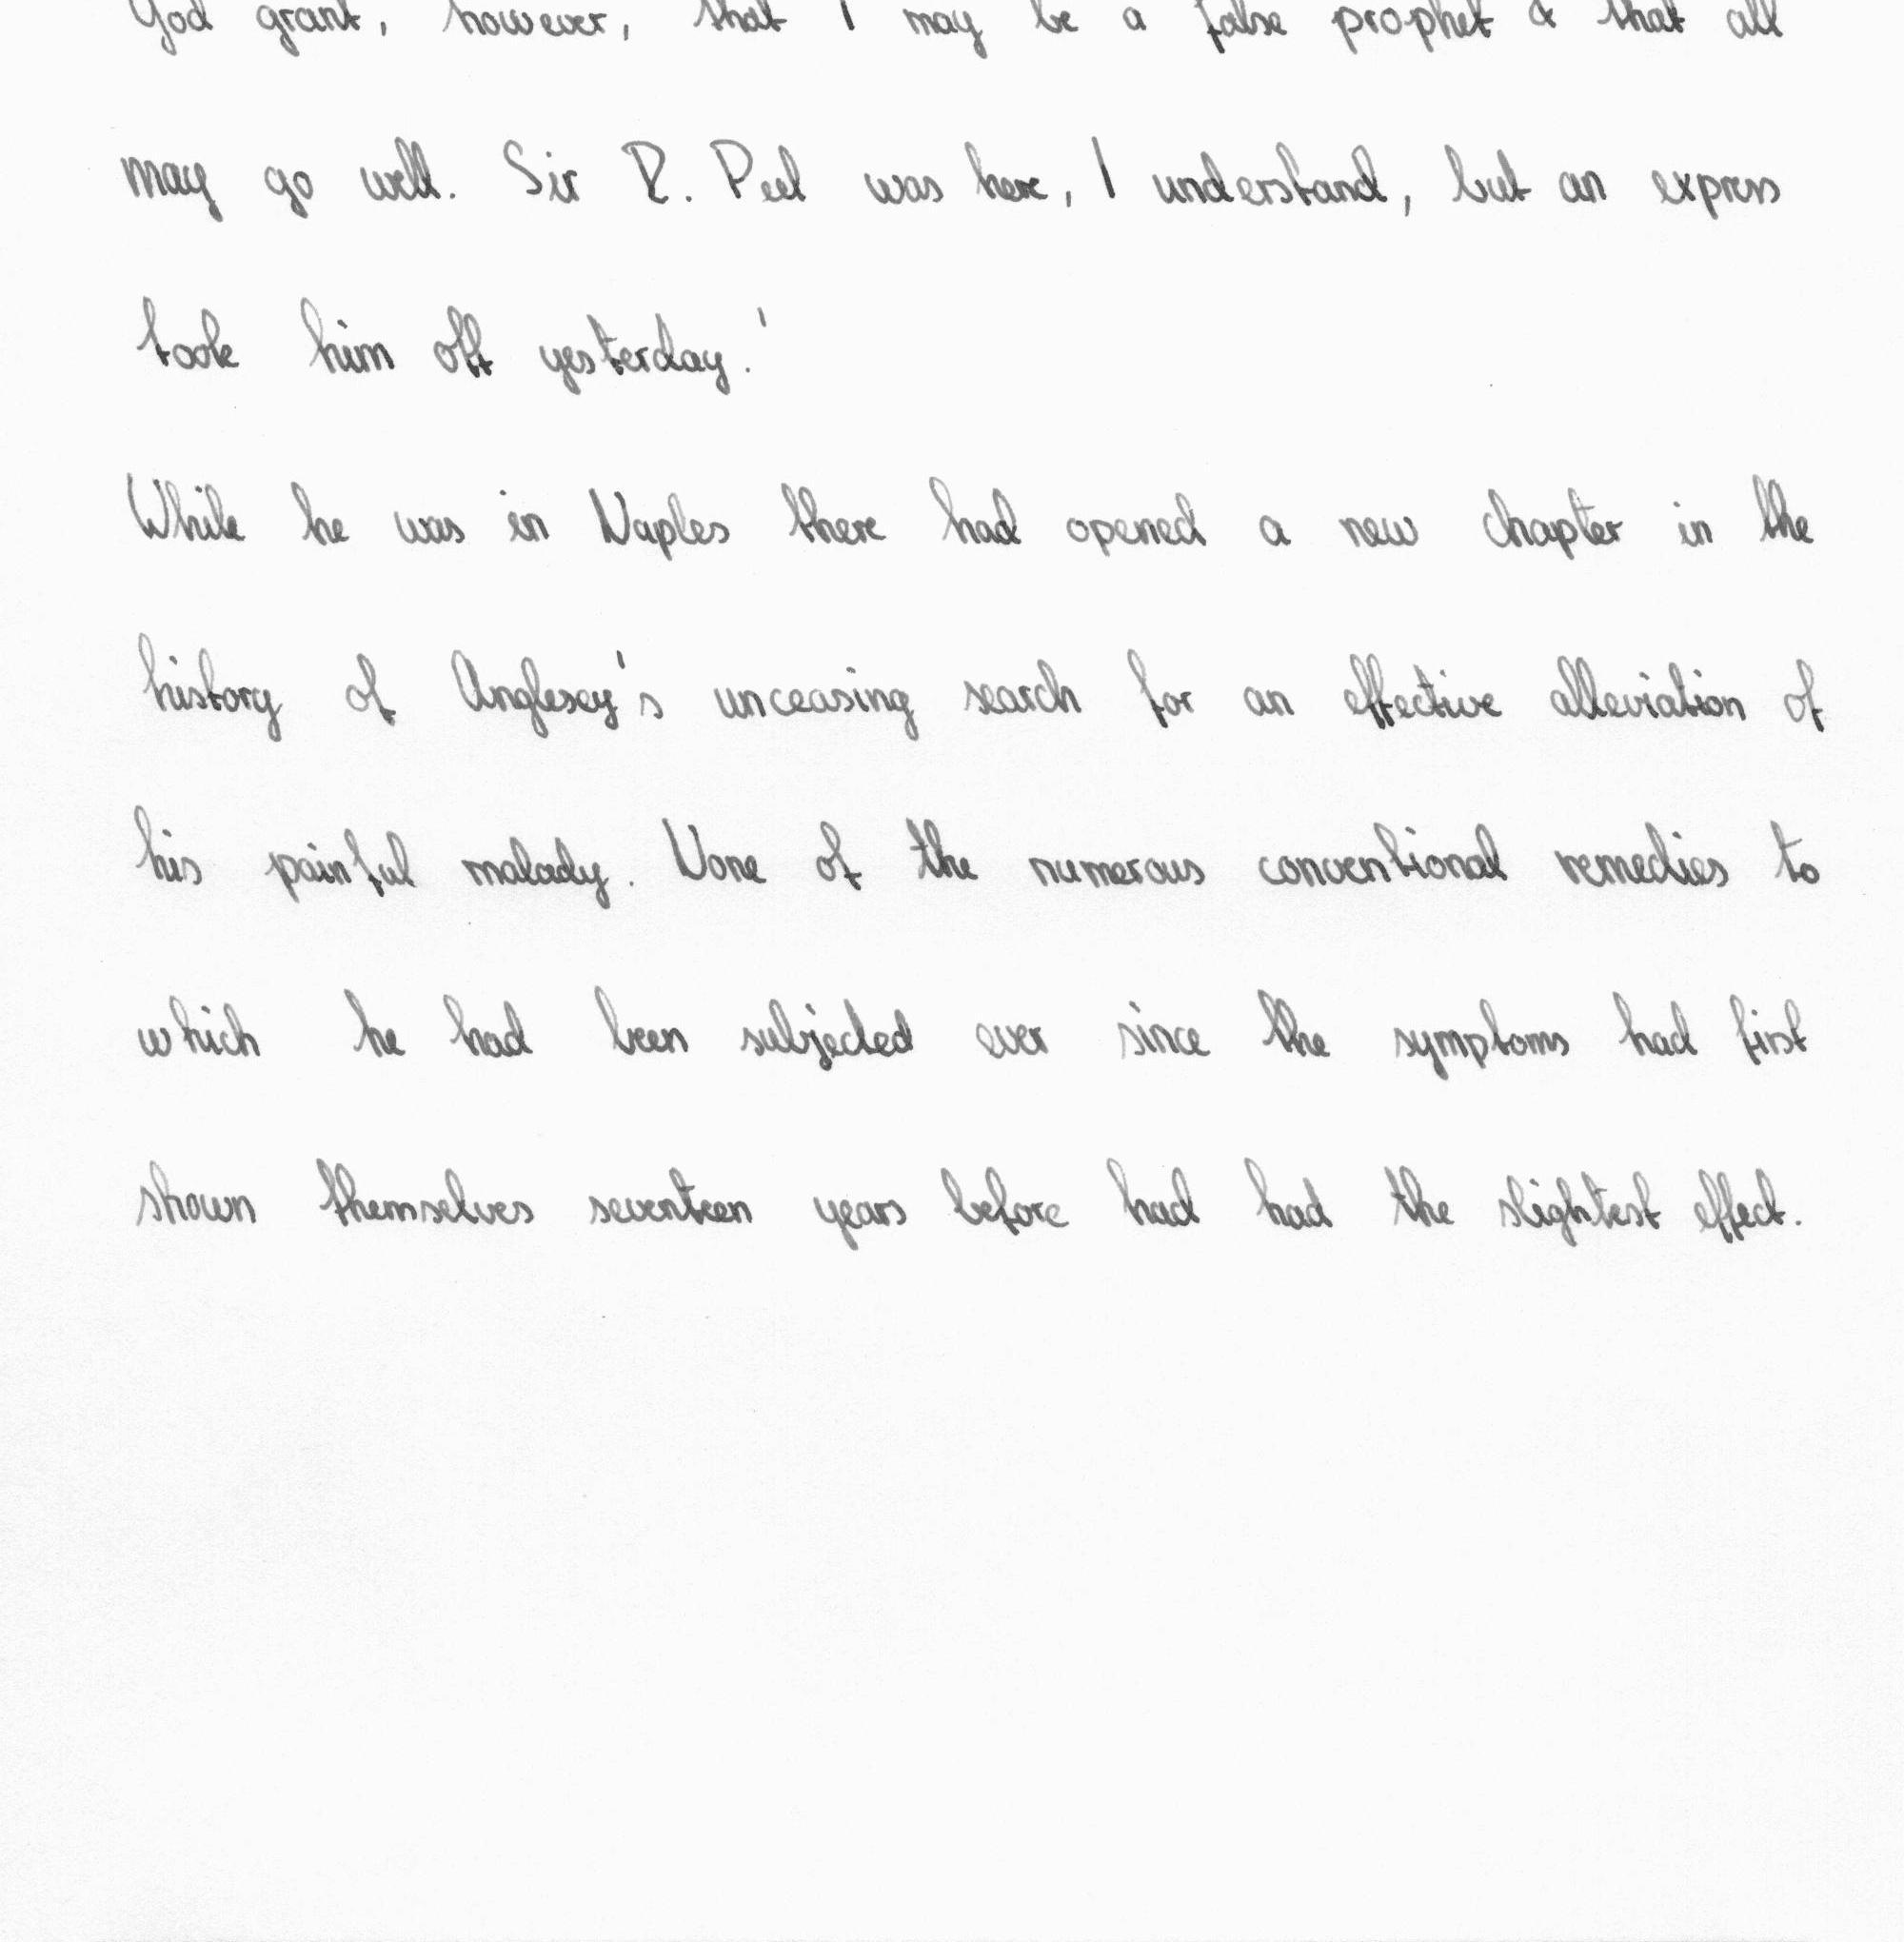 God grant, however, that I may be a false prophet & that all
may go well. Sir R. Peel was here, I understand, but an express
took him off yesterday.'
While he was in Naples there had opened a new chapter in the
history of Anglesey's unceasing search for an effective alleviation of
his painful malady. None of the numerous conventional remedies to
which he had been subjected ever since the symptoms had first
shown themselves seventeen years before had had the slightest effect.